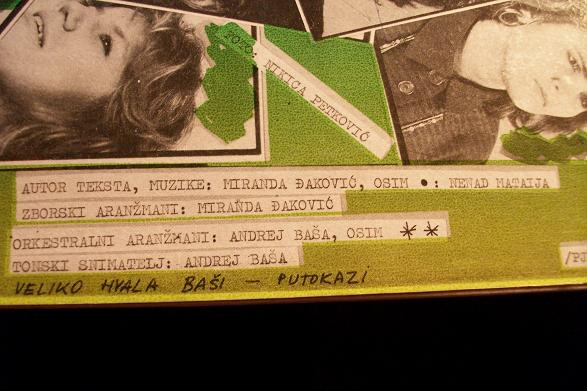 FOTO: NIKICA PETKOVIĆ
AUTOR TEKSTA, MUZIKE: MIRANDA ĐAKOVIĆ, OSIM ●: NENAD MATAIJA
ZBORSKI ARANŽMANI: MIRANDA ĐAKOVIĆ
ORKESTRALNI ARANŽMANI: ANDREJ BAŠA, OSIM **
TONSKI SNIMATELJ: ANDREJ BAŠA
/PJ
VELIKO HVALA BAŠI – PUTOKAZI